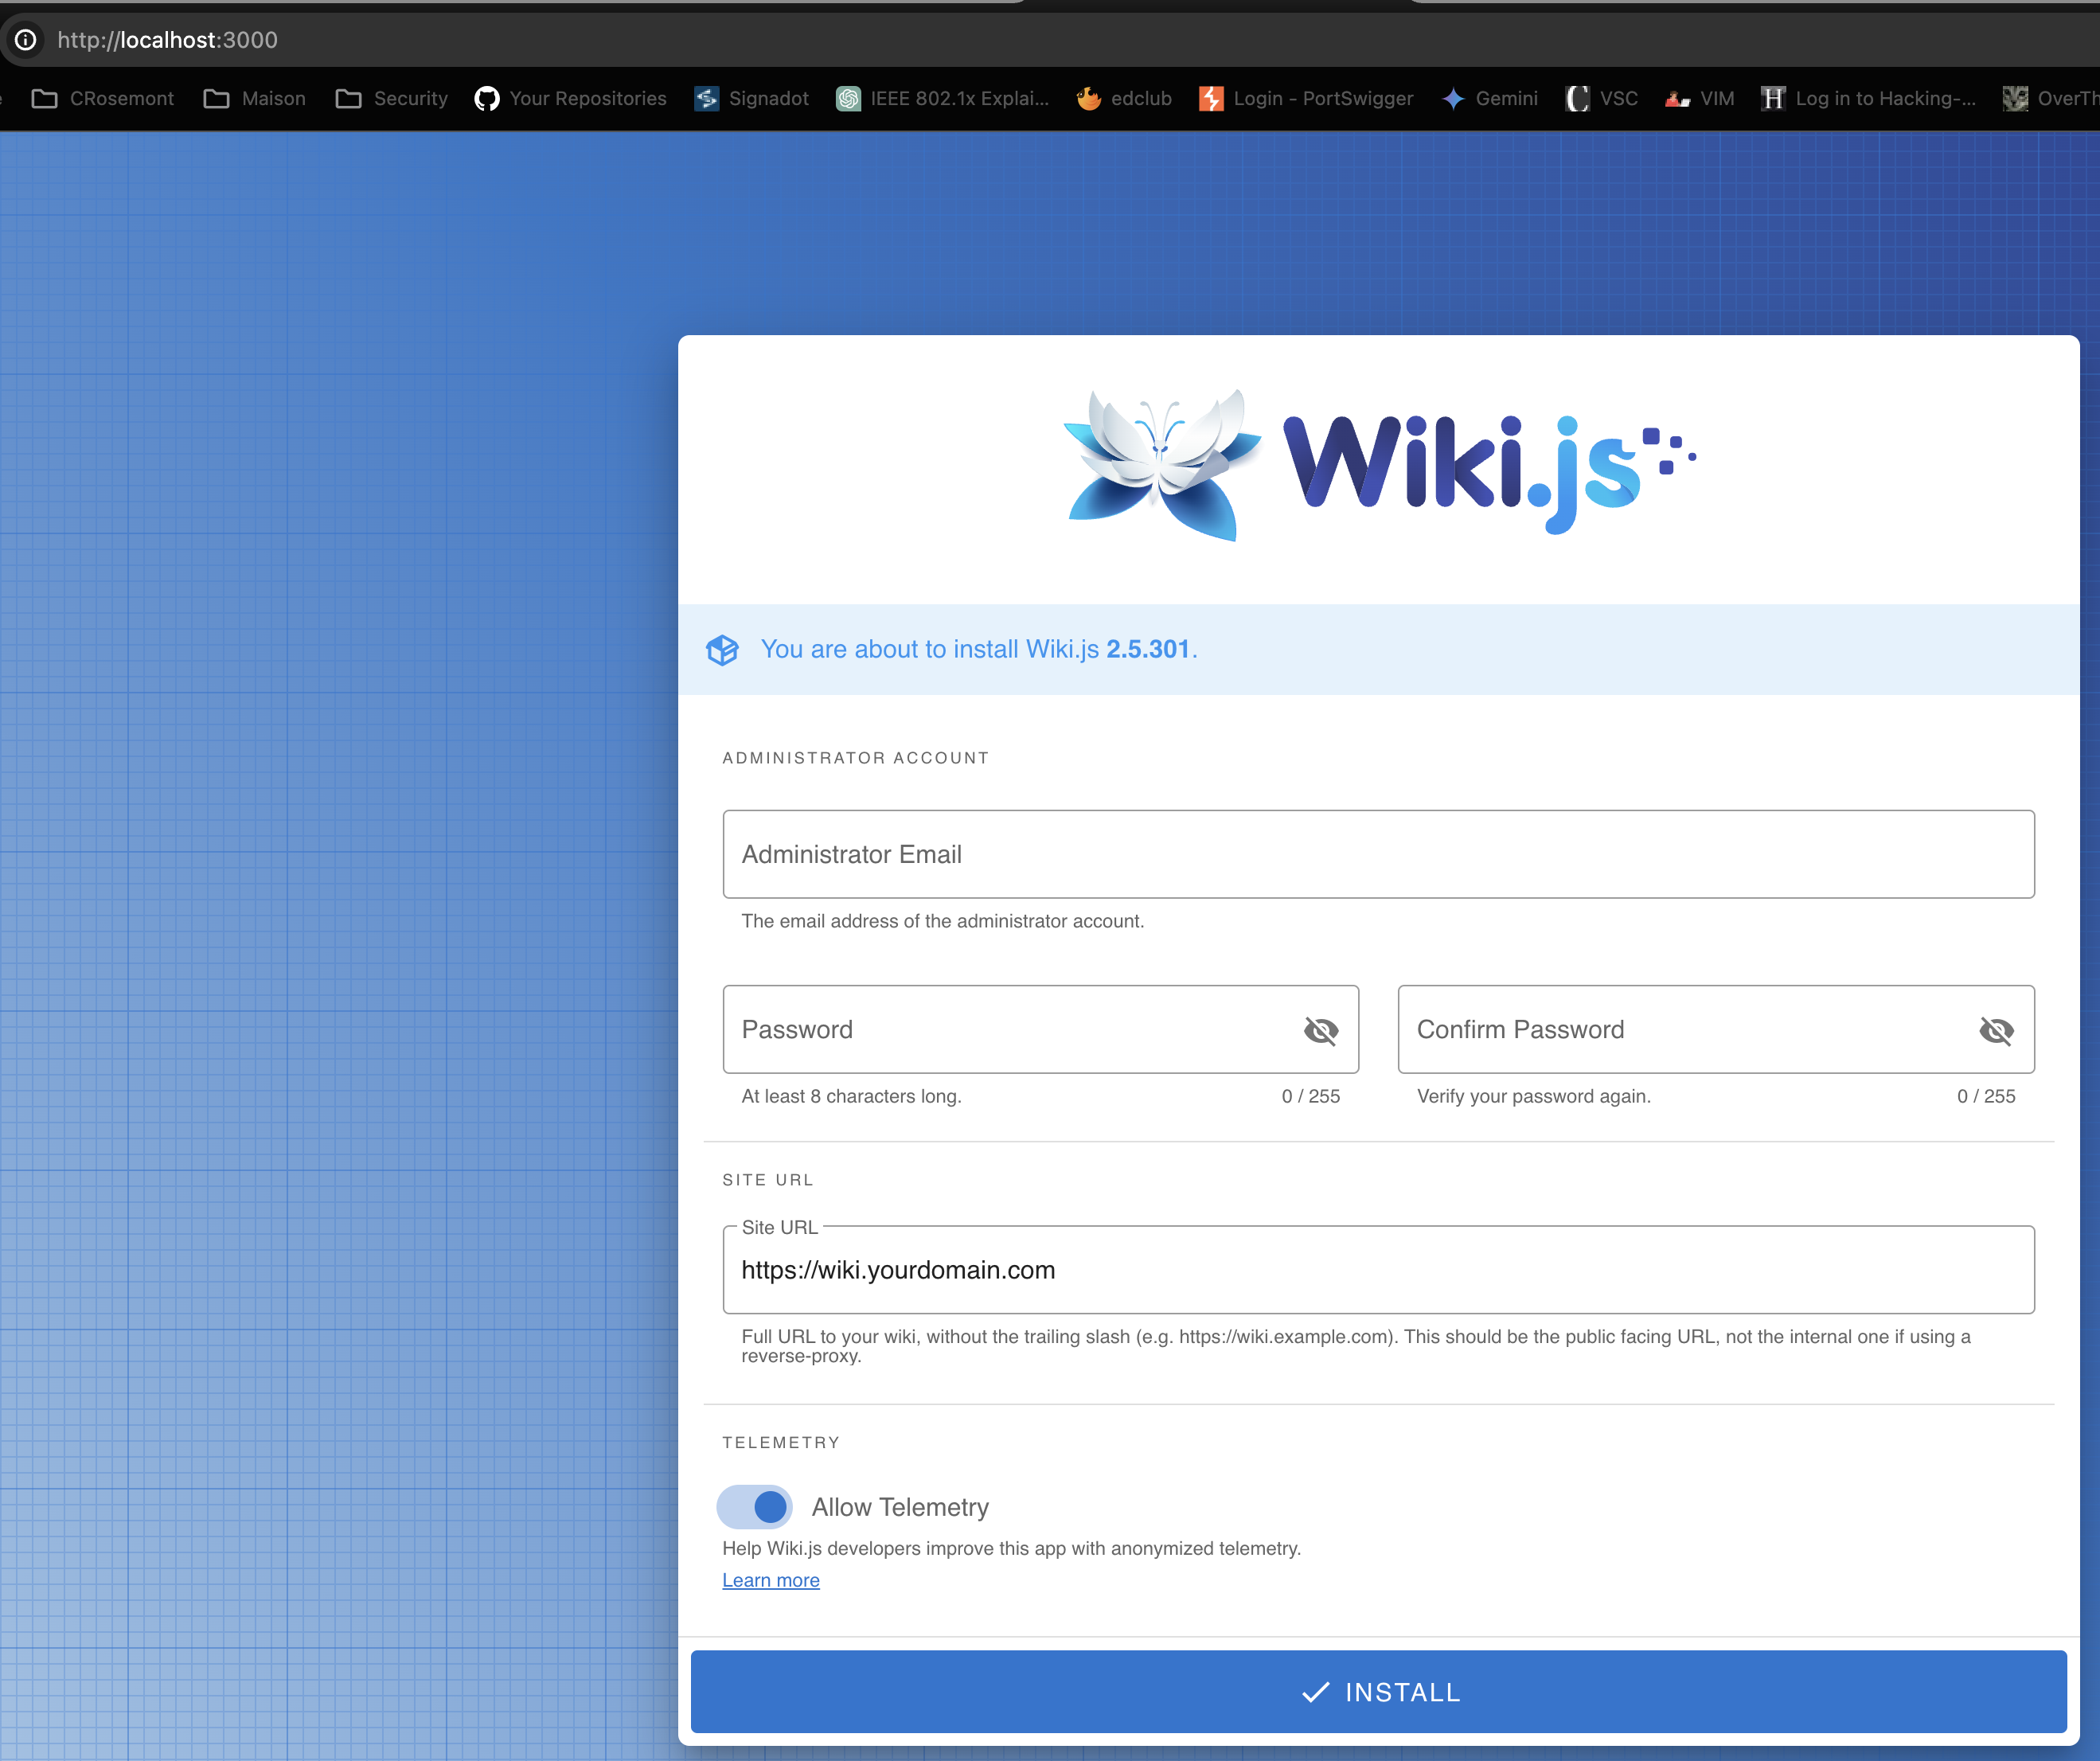 http://localhost:3000
CRosemont Maison Security Your Repositories Signadot IEEE 802.1x Explai... edclub Login - PortSwigger Gemini VSC VIM Log in to Hacking-... OverTh
Wiki.js
You are about to install Wiki.js 2.5.301.
ADMINISTRATOR ACCOUNT
Administrator Email
The email address of the administrator account.
Password Confirm Password
At least 8 characters long. 0 / 255 Verify your password again. 0 / 255
SITE URL
Site URL
https://wiki.yourdomain.com
Full URL to your wiki, without the trailing slash (e.g. https://wiki.example.com). This should be the public facing URL, not the internal one if using a
reverse-proxy.
TELEMETRY
Allow Telemetry
Help Wiki.js developers improve this app with anonymized telemetry.
Learn more
INSTALL